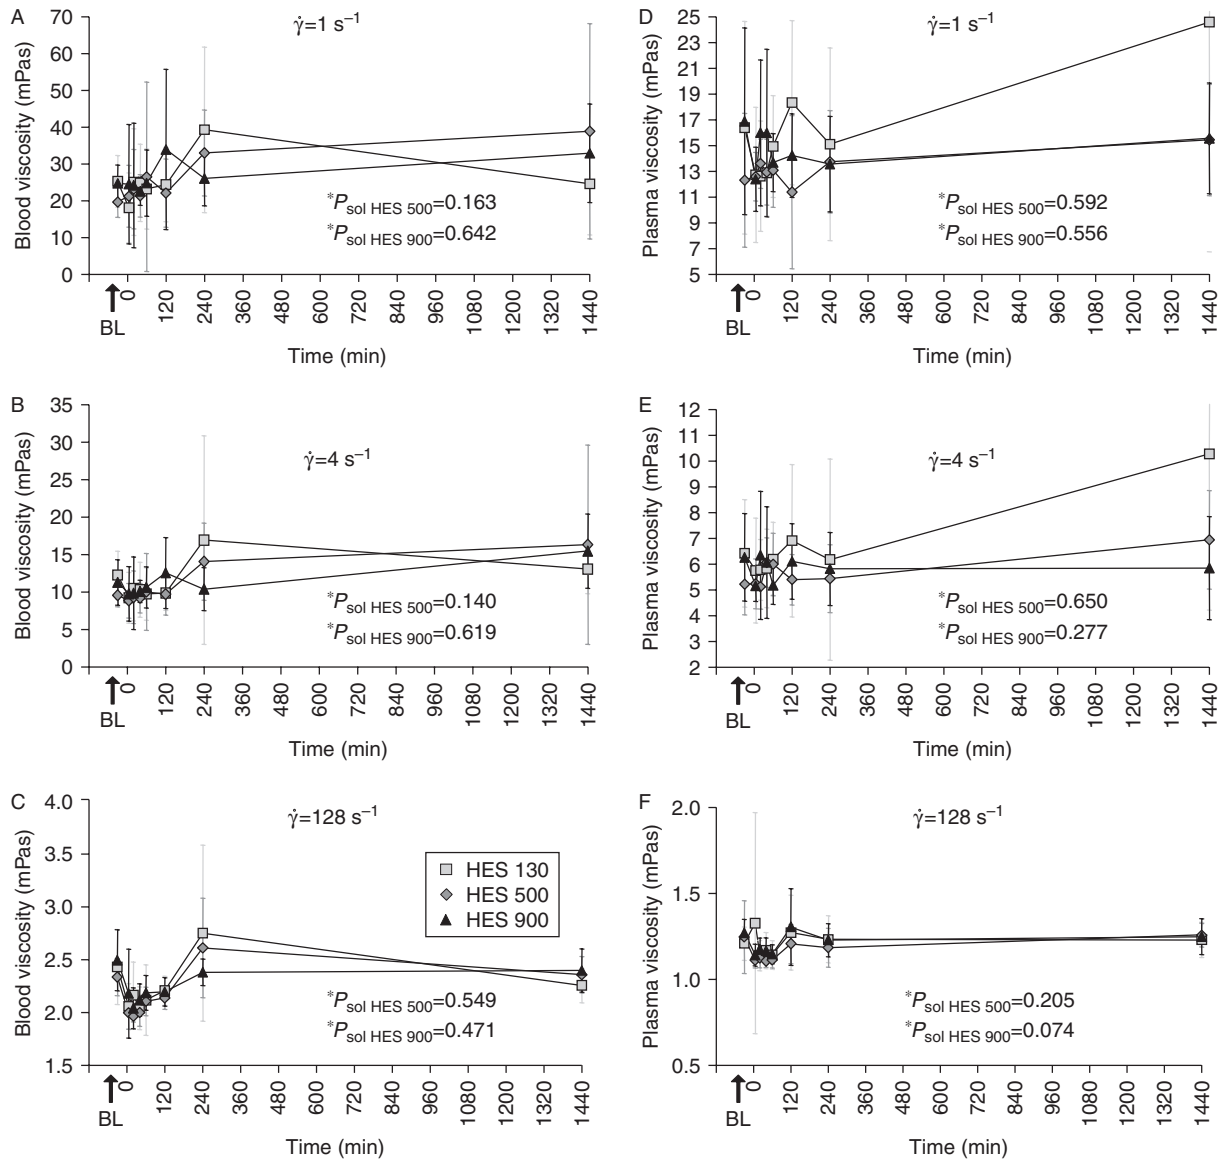 A
γ̇=1 s⁻¹
Blood viscosity (mPas)
70
60
50
40
30
20
10
0
*P sol HES 500=0.163
*P sol HES 900=0.642
0 120 240 360 480 600 720 840 960 1080 1200 1320 1440
BL
Time (min)
D
γ̇=1 s⁻¹
Plasma viscosity (mPas)
25
23
21
19
17
15
13
11
9
7
5
*P sol HES 500=0.592
*P sol HES 900=0.556
0 120 240 360 480 600 720 840 960 1080 1200 1320 1440
BL
Time (min)
B
γ̇=4 s⁻¹
Blood viscosity (mPas)
35
30
25
20
15
10
5
0
*P sol HES 500=0.140
*P sol HES 900=0.619
0 120 240 360 480 600 720 840 960 1080 1200 1320 1440
BL
Time (min)
E
γ̇=4 s⁻¹
Plasma viscosity (mPas)
12
11
10
9
8
7
6
5
4
3
2
*P sol HES 500=0.650
*P sol HES 900=0.277
0 120 240 360 480 600 720 840 960 1080 1200 1320 1440
BL
Time (min)
C
γ̇=128 s⁻¹
Blood viscosity (mPas)
4.0
3.5
3.0
2.5
2.0
1.5
HES 130
HES 500
HES 900
*P sol HES 500=0.549
*P sol HES 900=0.471
0 120 240 360 480 600 720 840 960 1080 1200 1320 1440
BL
Time (min)
F
γ̇=128 s⁻¹
Plasma viscosity (mPas)
2.0
1.5
1.0
0.5
*P sol HES 500=0.205
*P sol HES 900=0.074
0 120 240 360 480 600 720 840 960 1080 1200 1320 1440
BL
Time (min)